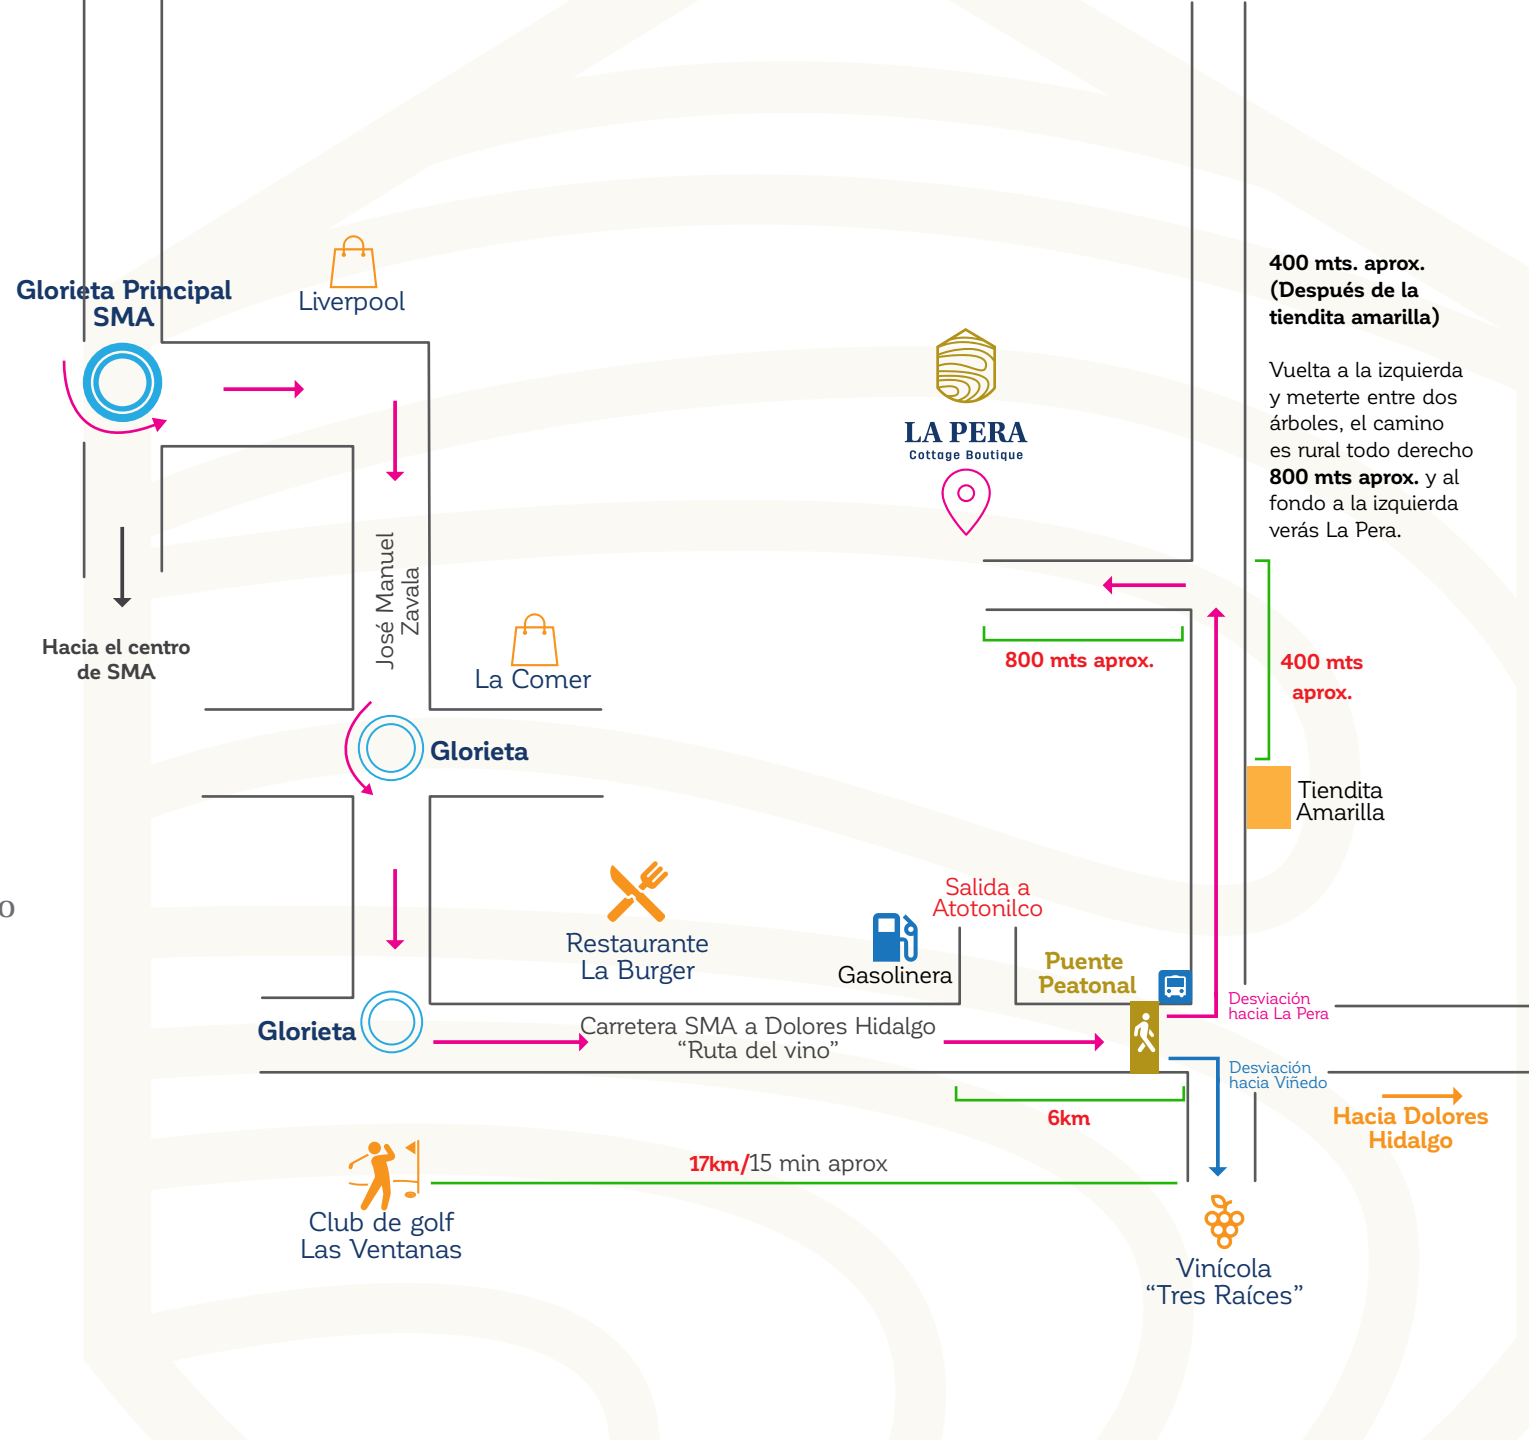 Glorieta Principal
SMA
Liverpool
Hacia el centro
de SMA
José Manuel
Zavala
La Comer
Glorieta
LA PERA
Cottage Boutique
400 mts. aprox.
(Después de la
tiendita amarilla)
Vuelta a la izquierda
y meterte entre dos
árboles, el camino
es rural todo derecho
800 mts aprox. y al
fondo a la izquierda
verás La Pera.
800 mts aprox.
400 mts
aprox.
Tiendita
Amarilla
o
Restaurante
La Burger
Gasolinera
Salida a
Atotonilco
Puente
Peatonal
Glorieta
Carretera SMA a Dolores Hidalgo
“Ruta del vino”
Desviación
hacia La Pera
Desviación
hacia Viñedo
6km
Hacia Dolores
Hidalgo
17km/15 min aprox
Club de golf
Las Ventanas
Vinícola
“Tres Raíces”